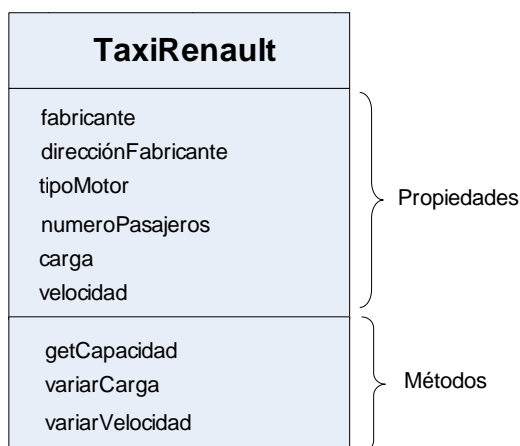 TaxiRenault
fabricante
direcciónFabricante
tipoMotor
numeroPasajeros
carga
velocidad
Propiedades
getCapacidad
variarCarga
variarVelocidad
Métodos